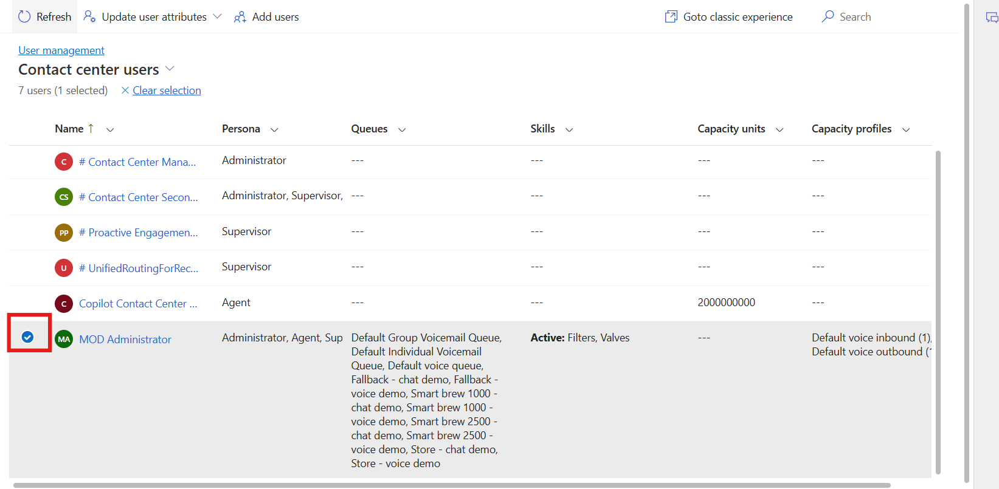 Refresh Update user attributes Add users Goto classic experience Search
User management
Contact center users
7 users (1 selected) Clear selection
Name ↑ Persona Queues Skills Capacity units Capacity profiles
C # Contact Center Mana... Administrator --- --- --- ---
CS # Contact Center Secon... Administrator, Supervisor, --- --- --- ---
PP # Proactive Engagemen... Supervisor --- --- --- ---
U # UnifiedRoutingForRec... Supervisor --- --- --- ---
C Copilot Contact Center ... Agent --- --- 2000000000 ---
MA MOD Administrator Administrator, Agent, Sup Default Group Voicemail Queue, Active: Filters, Valves --- Default voice inbound (1),
Default Individual Voicemail Default voice outbound (1
Queue, Default voice queue,
Fallback - chat demo, Fallback -
voice demo, Smart brew 1000 -
chat demo, Smart brew 1000 -
voice demo, Smart brew 2500 -
chat demo, Smart brew 2500 -
voice demo, Store - chat demo,
Store - voice demo